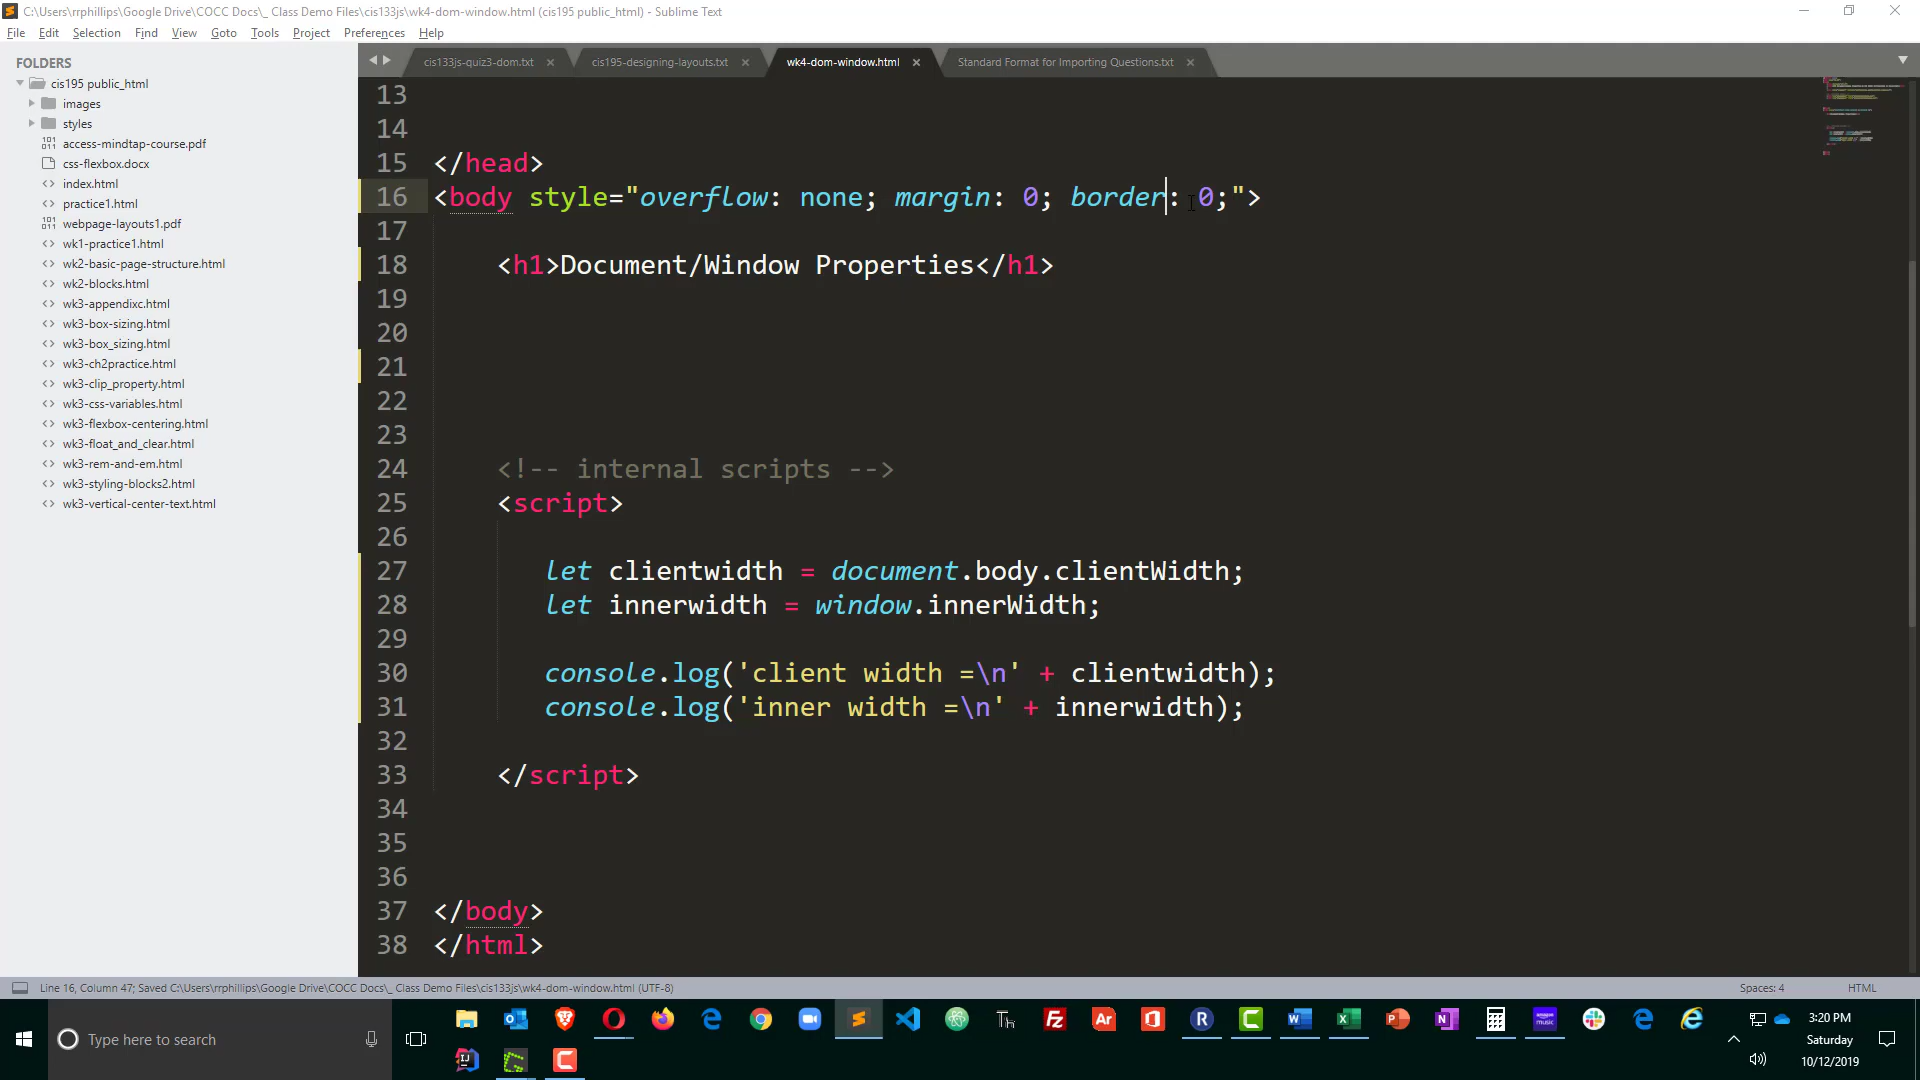 C:\Users\rrphillips\Google Drive\COCC Docs\_ Class Demo Files\cis133js\wk4-dom-window.html (cis195 public_html) - Sublime Text
File Edit Selection Find View Goto Tools Project Preferences Help
FOLDERS
cis195 public_html
images
styles
access-mindtap-course.pdf
css-flexbox.docx
index.html
practice1.html
webpage-layouts1.pdf
wk1-practice1.html
wk2-basic-page-structure.html
wk2-blocks.html
wk3-appendixc.html
wk3-box-sizing.html
wk3-box_sizing.html
wk3-ch2practice.html
wk3-clip_property.html
wk3-css-variables.html
wk3-flexbox-centering.html
wk3-float_and_clear.html
wk3-rem-and-em.html
wk3-styling-blocks2.html
wk3-vertical-center-text.html
cis133js-quiz3-dom.txt cis195-designing-layouts.txt wk4-dom-window.html Standard Format for Importing Questions.txt
13
14
15 </head>
16 <body style="overflow: none; margin: 0; border: 0;">
17
18 <h1>Document/Window Properties</h1>
19
20
21
22
23
24 <!-- internal scripts -->
25 <script>
26
27 let clientwidth = document.body.clientWidth;
28 let innerwidth = window.innerWidth;
29
30 console.log('client width =\n' + clientwidth);
31 console.log('inner width =\n' + innerwidth);
32
33 </script>
34
35
36
37 </body>
38 </html>
Line 16, Column 47; Saved C:\Users\rrphillips\Google Drive\COCC Docs\_ Class Demo Files\cis133js\wk4-dom-window.html (UTF-8) Spaces: 4 HTML
Type here to search
3:20 PM
Saturday
10/12/2019